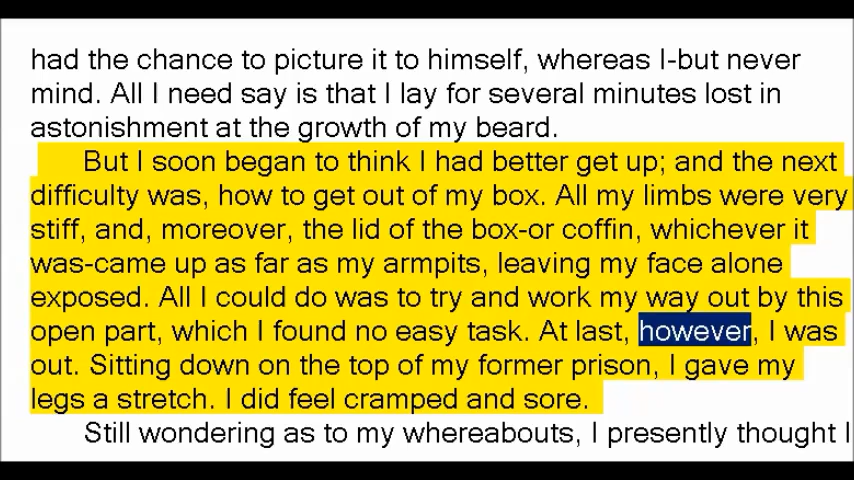 had the chance to picture it to himself, whereas I-but never
mind. All I need say is that I lay for several minutes lost in
astonishment at the growth of my beard.
But I soon began to think I had better get up; and the next
difficulty was, how to get out of my box. All my limbs were very
stiff, and, moreover, the lid of the box-or coffin, whichever it
was-came up as far as my armpits, leaving my face alone
exposed. All I could do was to try and work my way out by this
open part, which I found no easy task. At last, however, I was
out. Sitting down on the top of my former prison, I gave my
legs a stretch. I did feel cramped and sore.
Still wondering as to my whereabouts, I presently thought I